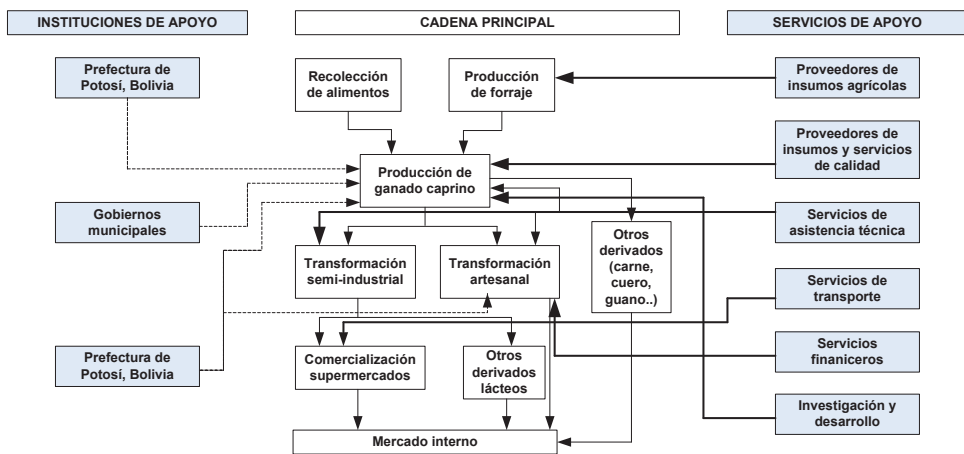 INSTITUCIONES DE APOYO
CADENA PRINCIPAL
SERVICIOS DE APOYO
Prefectura de
Potosí, Bolivia
Recolección
de alimentos
Producción
de forraje
Proveedores de
insumos agrícolas
Producción de
ganado caprino
Proveedores de
insumos y servicios
de calidad
Gobiernos
municipales
Servicios de
asistencia técnica
Transformación
semi-industrial
Transformación
artesanal
Otros
derivados
(carne,
cuero,
guano..)
Servicios de
transporte
Prefectura de
Potosí, Bolivia
Comercialización
supermercados
Otros
derivados
lácteos
Servicios
finaniceros
Investigación y
desarrollo
Mercado interno